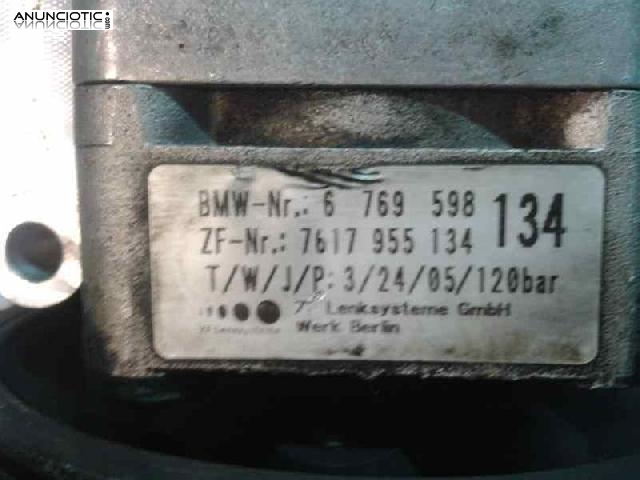 ANUNCIOTIC
.com
BMW-Nr.: 6 769 598
134
ZF-Nr.: 7617 955 134
T/W/J/P: 3/24/05/120bar
Lenksysteme GmbH
Werk Berlin